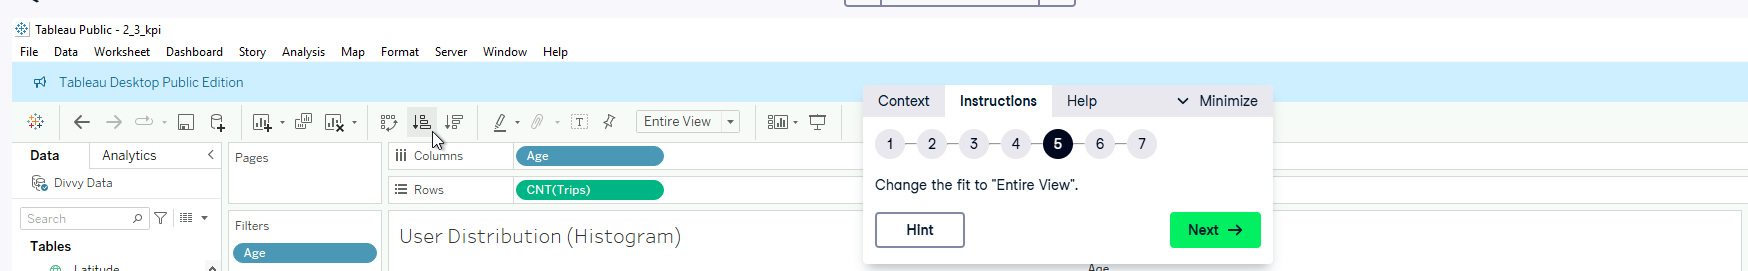 Tableau Public - 2_3_kpi
File Data Worksheet Dashboard Story Analysis Map Format Server Window Help
Tableau Desktop Public Edition
Context Instructions Help Minimize
Entire View
1 2 3 4 5 6 7
Data Analytics
Pages
Columns Age
Divvy Data
Rows CNT(Trips)
Change the fit to "Entire View".
Search
Filters
Hint Next
User Distribution (Histogram)
Tables
Age
Latitude
Age